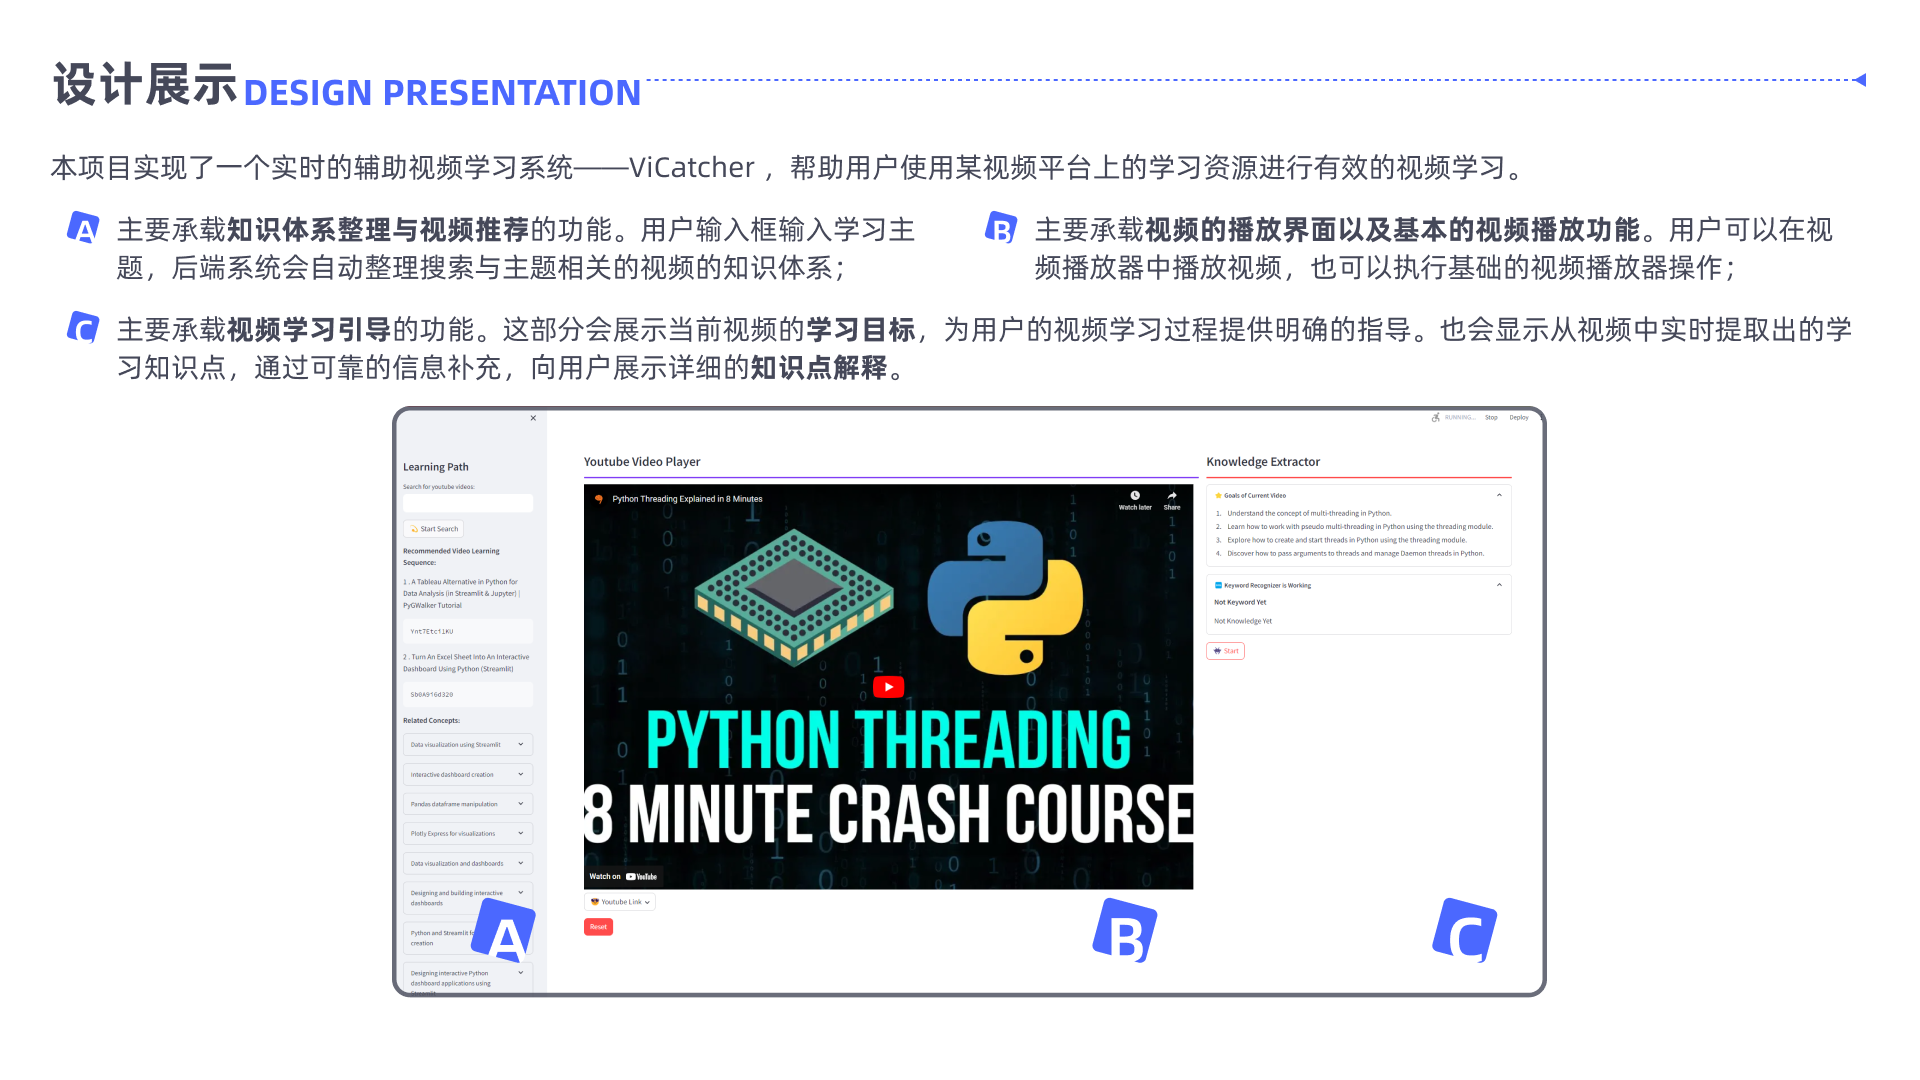 设计展示 DESIGN PRESENTATION
本项目实现了一个实时的辅助视频学习系统——ViCatcher ，帮助用户使用某视频平台上的学习资源进行有效的视频学习。
A
主要承载知识体系整理与视频推荐的功能。用户输入框输入学习主
题，后端系统会自动整理搜索与主题相关的视频的知识体系；
B
主要承载视频的播放界面以及基本的视频播放功能。用户可以在视
频播放器中播放视频，也可以执行基础的视频播放器操作；
C
主要承载视频学习引导的功能。这部分会展示当前视频的学习目标，为用户的视频学习过程提供明确的指导。也会显示从视频中实时提取出的学
习知识点，通过可靠的信息补充，向用户展示详细的知识点解释。
RUNNING... Stop Deploy
Learning Path
Search for youtube videos:
Start Search
Recommended Video Learning
Sequence:
1 . A Tableau Alternative in Python for
Data Analysis (in Streamlit & Jupyter) |
PyGWalker Tutorial
2 . Turn An Excel Sheet Into An Interactive
Dashboard Using Python (Streamlit)
Related Concepts:
Data visualization using Streamlit
Interactive dashboard creation
Pandas dataframe manipulation
Plotly Express for visualizations
Data visualization and dashboards
Designing and building interactive
dashboards
Python and Streamlit
creation
Designing interactive Python
dashboard applications using
Streamlit
A
Youtube Video Player
Python Threading Explained in 8 Minutes
Watch later
Share
PYTHON THREADING
8 MINUTE CRASH COURSE
Watch on YouTube
Youtube Link
Reset
B
Knowledge Extractor
Goals of Current Video
1. Understand the concept of multi-threading in Python.
2. Learn how to work with pseudo multi-threading in Python using the threading module.
3. Explore how to create and start threads in Python using the threading module.
4. Discover how to pass arguments to threads and manage Daemon threads in Python.
Keyword Recognizer is Working
Not Keyword Yet
Not Knowledge Yet
Start
C